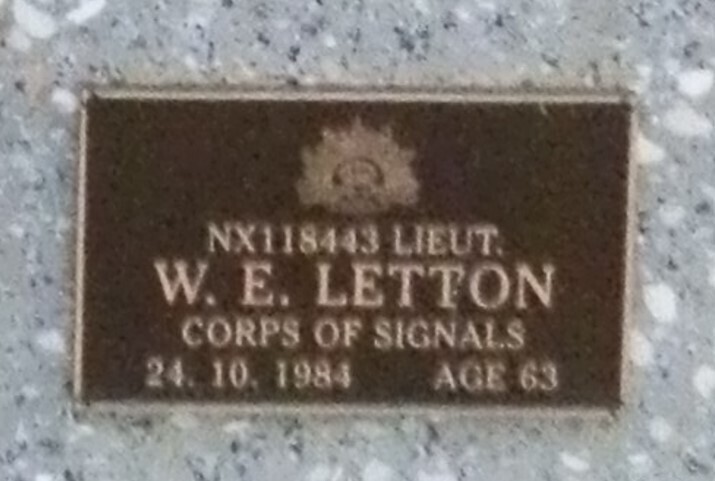 NX118443 LIEUT.
W. E. LETTON
CORPS OF SIGNALS
24. 10. 1984 AGE 63